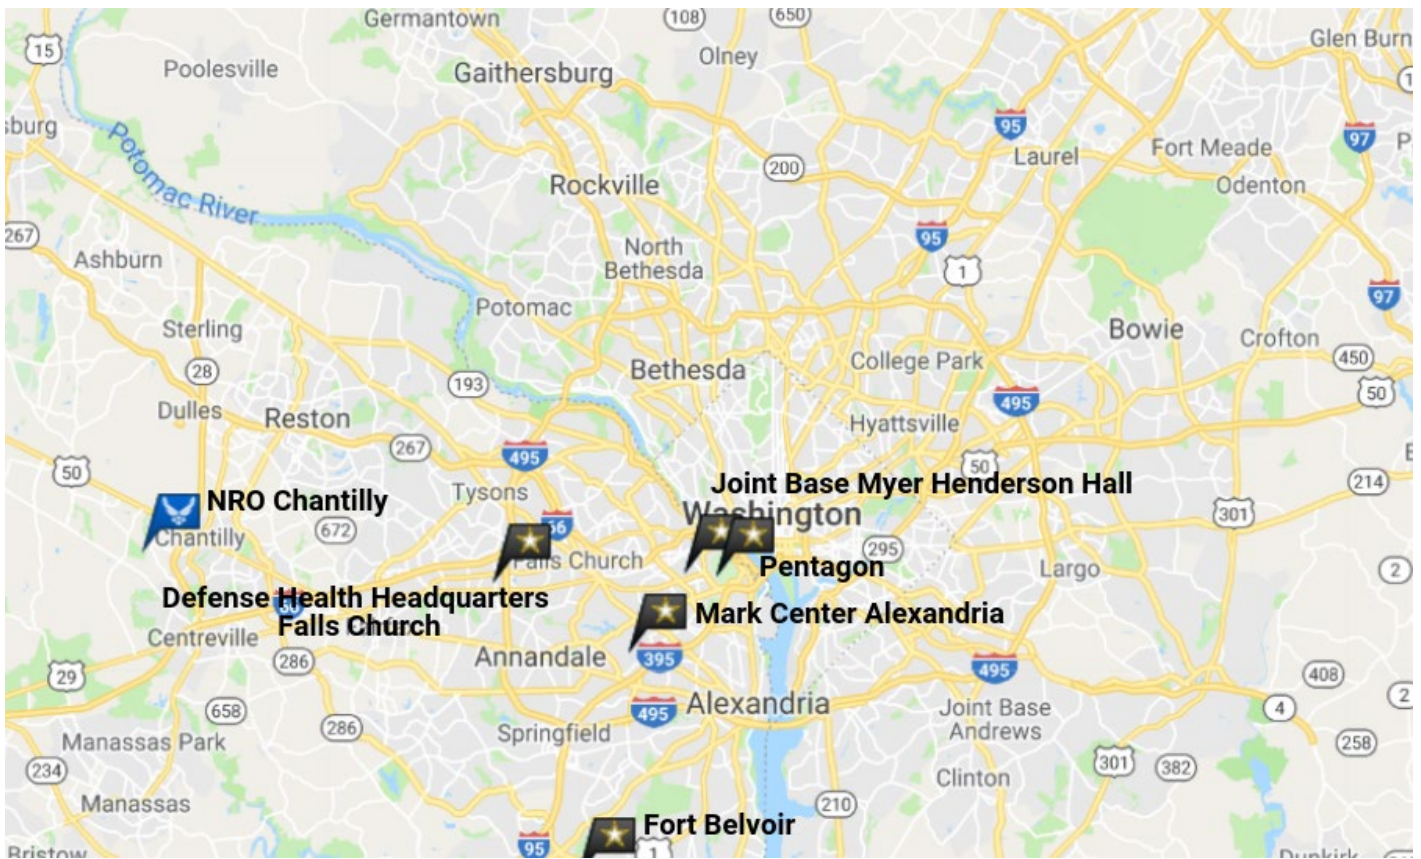 Germantown
108
650
Olney
Glen Burn
15
Poolesville
Gaithersburg
sburg
95
97
Potomac River
Laurel
Fort Meade
200
Rockville
Odenton
267
95
North
Bethesda
Ashburn
1
97
Potomac
Sterling
Bowie
Crofton
College Park
450
28
Bethesda
193
50
495
Dulles
Reston
Hyattsville
267
495
50
50
214
Tysons
Joint Base Myer Henderson Hall
NRO Chantilly
Washington
301
66
672
Chantilly
Falls Church
295
Pentagon
Largo
2
Defense Health Headquarters
Falls Church
Mark Center Alexandria
Centreville
Annandale
395
286
495
29
408
2
Alexandria
495
658
Joint Base
Andrews
4
286
Springfield
Manassas Park
258
301
382
234
Clinton
Manassas
210
Fort Belvoir
95
1
Bristow
Dunkirk